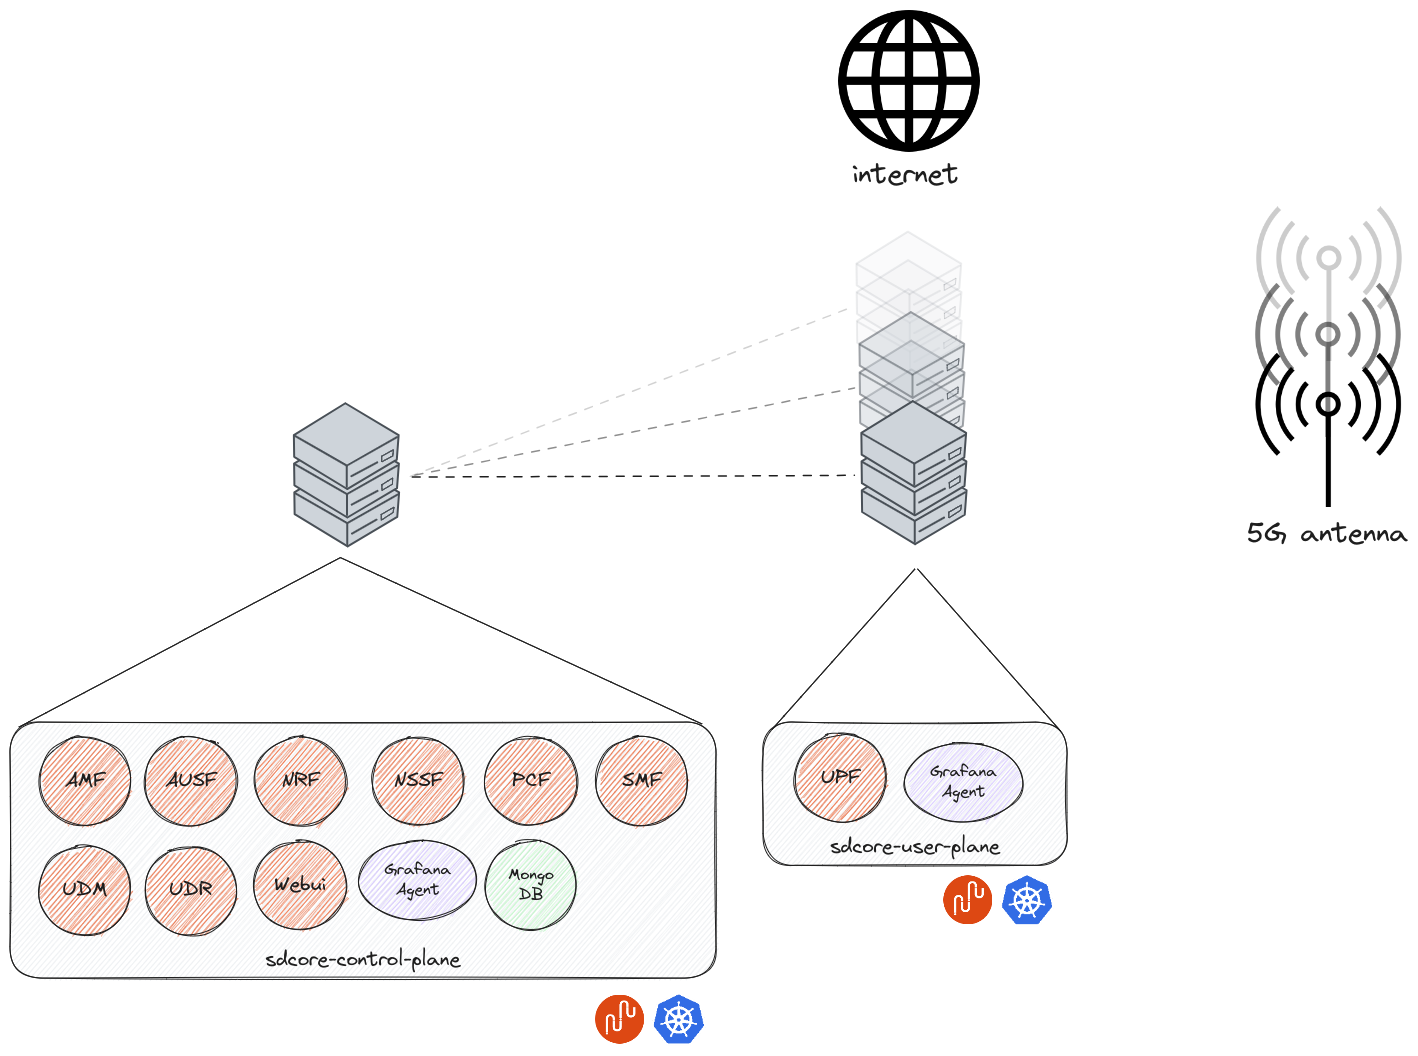 internet
5G antenna
AMF
AUSF
NRF
NSSF
PCF
SMF
UDM
UDR
Webui
Grafana
Agent
Mongo
DB
sdcore-control-plane
UPF
Grafana
Agent
sdcore-user-plane